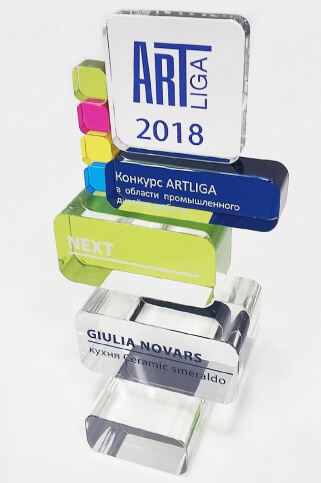 ART LIGA
2018
Конкурс ARTLIGA
в области промышленного
NEXT
GIULIA NOVARS
кухня Ceramic smeraldo